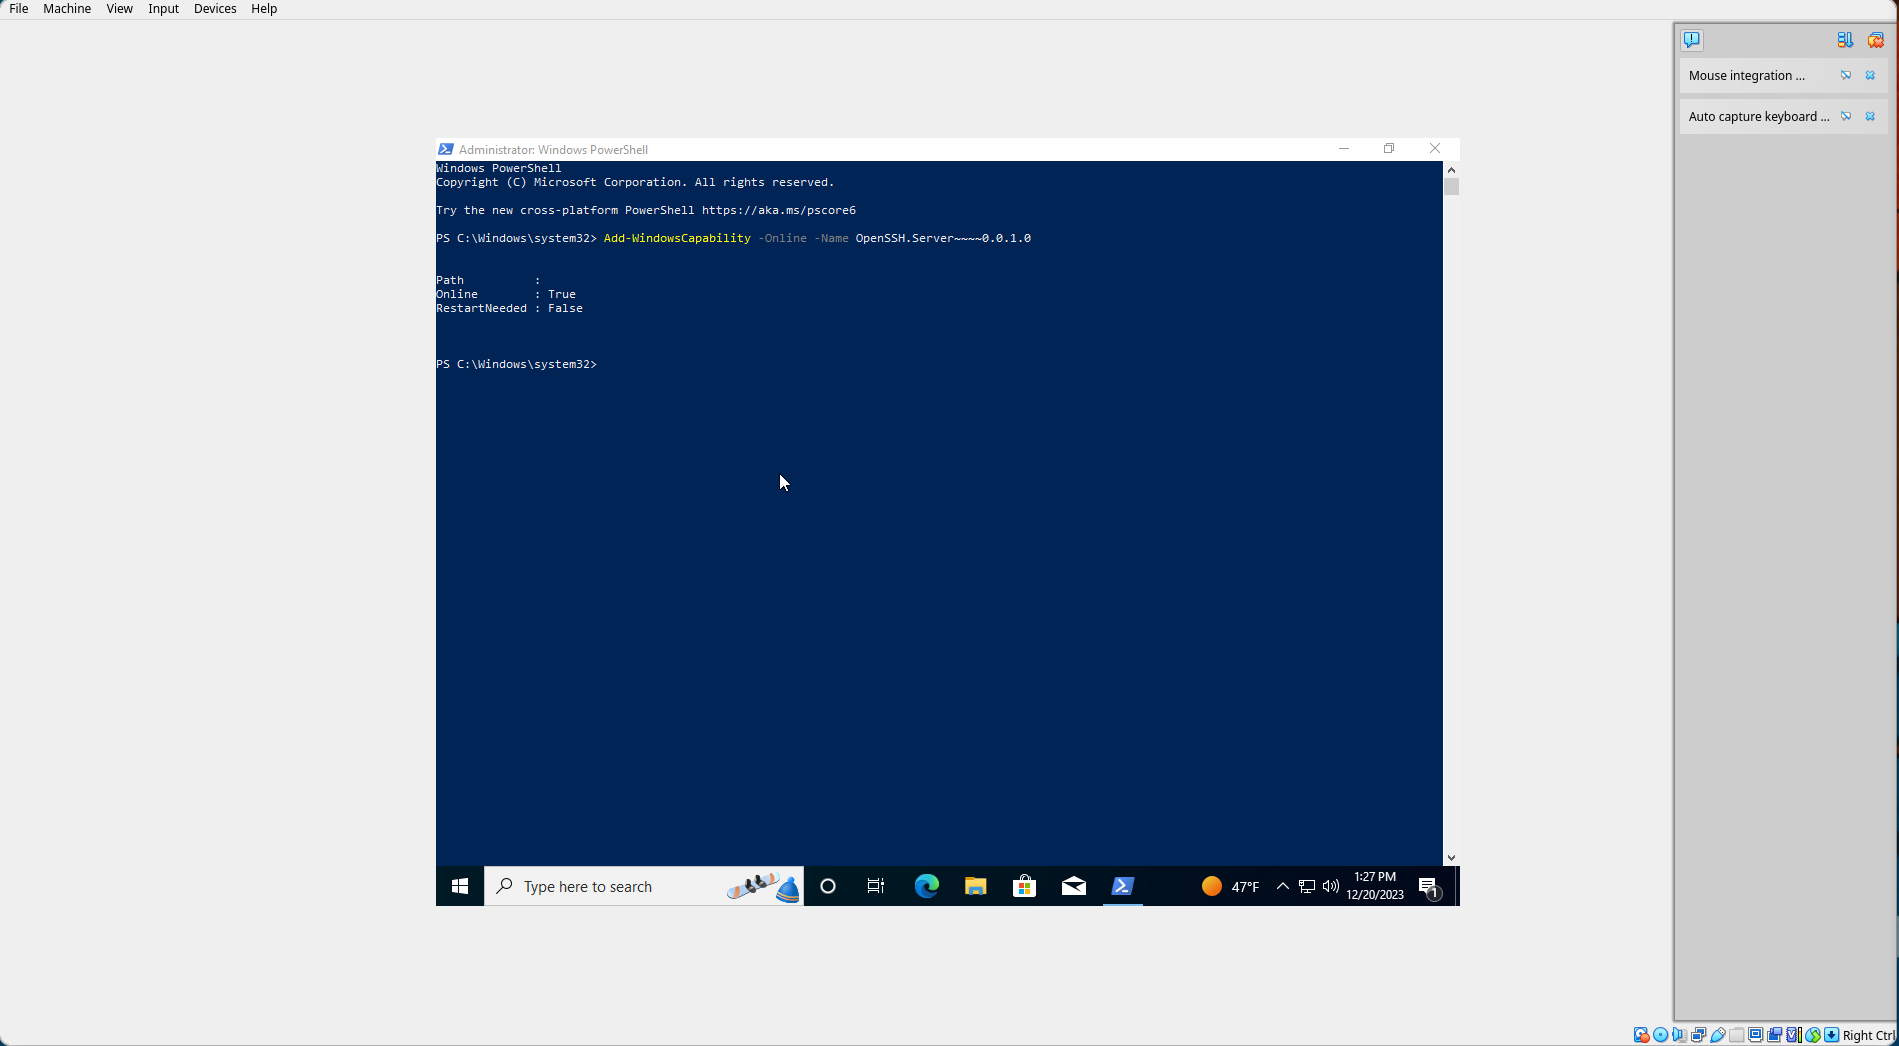 File Machine View Input Devices Help
Mouse integration ...
Auto capture keyboard ...
Administrator: Windows PowerShell
Windows PowerShell
Copyright (C) Microsoft Corporation. All rights reserved.
Try the new cross-platform PowerShell https://aka.ms/pscore6
PS C:\Windows\system32> Add-WindowsCapability -Online -Name OpenSSH.Server~~~~0.0.1.0
Path          :
Online        : True
RestartNeeded : False
PS C:\Windows\system32>
Type here to search
47°F
1:27 PM
12/20/2023
1
Right Ctrl